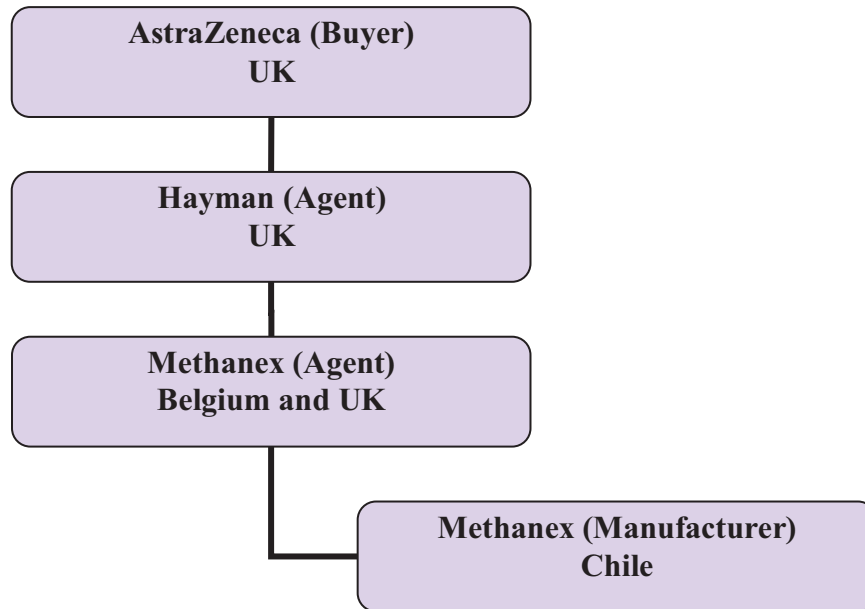 AstraZeneca (Buyer)
UK
Hayman (Agent)
UK
Methanex (Agent)
Belgium and UK
Methanex (Manufacturer)
Chile